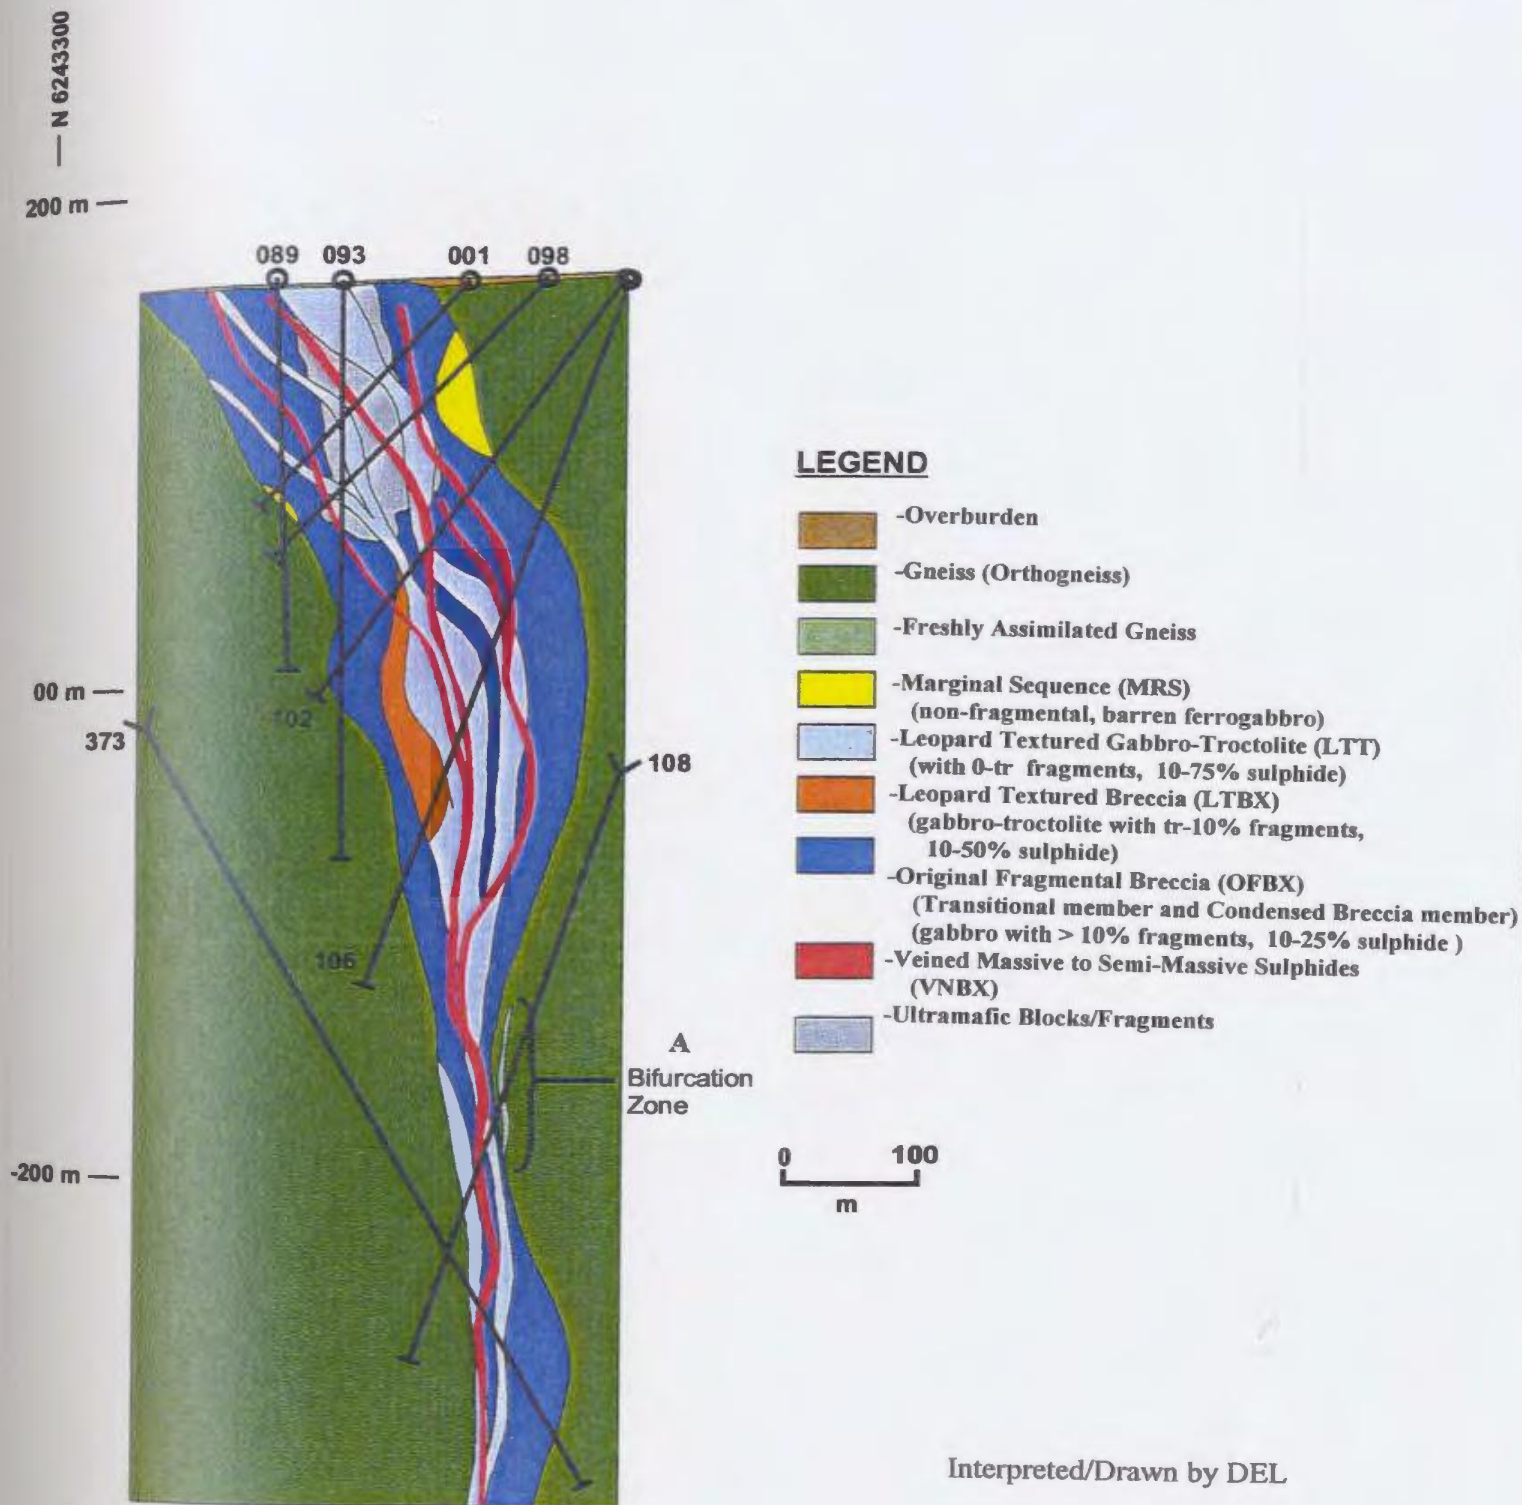 — N 6243300
200 m —
089 093 001 098
00 m —
102
373
108
106
A
Bifurcation
Zone
-200 m —
LEGEND
-Overburden
-Gneiss (Orthogneiss)
-Freshly Assimilated Gneiss
-Marginal Sequence (MRS)
(non-fragmental, barren ferrogabbro)
-Leopard Textured Gabbro-Troctolite (LTT)
(with 0-tr fragments, 10-75% sulphide)
-Leopard Textured Breccia (LTBX)
(gabbro-troctolite with tr-10% fragments,
10-50% sulphide)
-Original Fragmental Breccia (OFBX)
(Transitional member and Condensed Breccia member)
(gabbro with > 10% fragments, 10-25% sulphide )
-Veined Massive to Semi-Massive Sulphides
(VNBX)
-Ultramafic Blocks/Fragments
0 100
m
Interpreted/Drawn by DEL